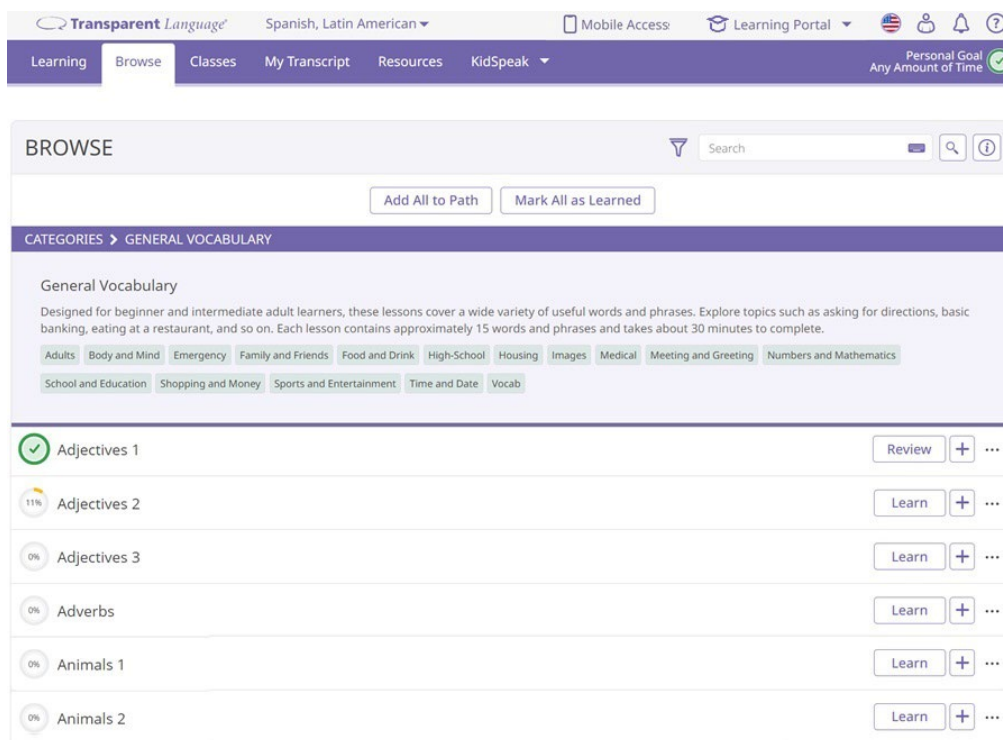 Transparent Language Spanish, Latin American Mobile Access Learning Portal ?
Learning Browse Classes My Transcript Resources KidSpeak Personal Goal
Any Amount of Time
BROWSE Search
Add All to Path Mark All as Learned
CATEGORIES > GENERAL VOCABULARY
General Vocabulary
Designed for beginner and intermediate adult learners, these lessons cover a wide variety of useful words and phrases. Explore topics such as asking for directions, basic
banking, eating at a restaurant, and so on. Each lesson contains approximately 15 words and phrases and takes about 30 minutes to complete.
Adults Body and Mind Emergency Family and Friends Food and Drink High-School Housing Images Medical Meeting and Greeting Numbers and Mathematics
School and Education Shopping and Money Sports and Entertainment Time and Date Vocab
Adjectives 1 Review + ...
11% Adjectives 2 Learn + ...
0% Adjectives 3 Learn + ...
0% Adverbs Learn + ...
0% Animals 1 Learn + ...
0% Animals 2 Learn + ...